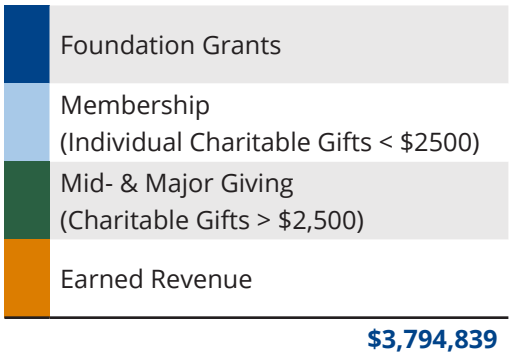 Foundation Grants
Membership
(Individual Charitable Gifts < $2500)
Mid- & Major Giving
(Charitable Gifts > $2,500)
Earned Revenue
$3,794,839